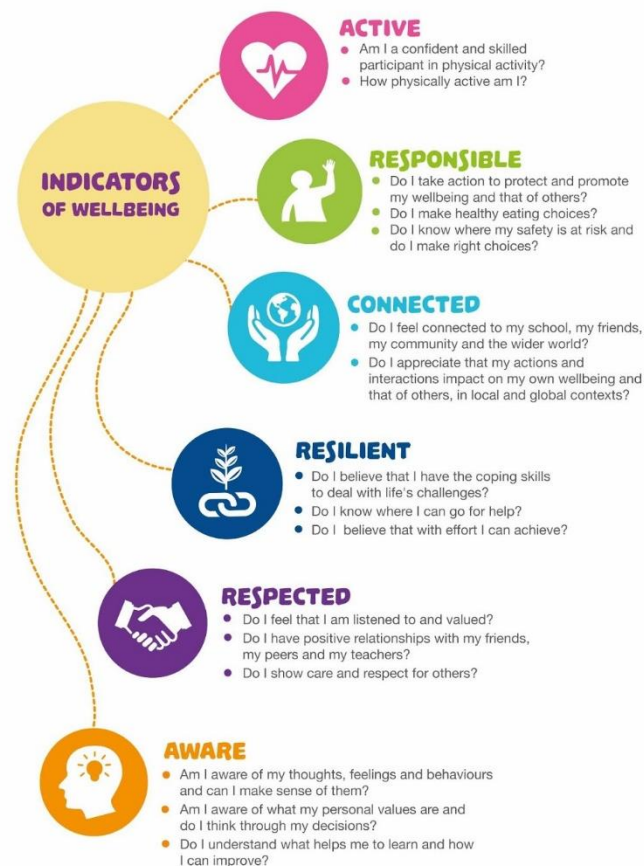 ACTIVE
Am I a confident and skilled
participant in physical activity?
How physically active am I?
INDICATORS
OF WELLBEING
RESPONSIBLE
Do I take action to protect and promote
my wellbeing and that of others?
Do I make healthy eating choices?
Do I know where my safety is at risk and
do I make right choices?
CONNECTED
Do I feel connected to my school, my friends,
my community and the wider world?
Do I appreciate that my actions and
interactions impact on my own wellbeing and
that of others, in local and global contexts?
RESILIENT
Do I believe that I have the coping skills
to deal with life's challenges?
Do I know where I can go for help?
Do I believe that with effort I can achieve?
RESPECTED
Do I feel that I am listened to and valued?
Do I have positive relationships with my friends,
my peers and my teachers?
Do I show care and respect for others?
AWARE
Am I aware of my thoughts, feelings and behaviours
and can I make sense of them?
Am I aware of what my personal values are and
do I think through my decisions?
Do I understand what helps me to learn and how
I can improve?